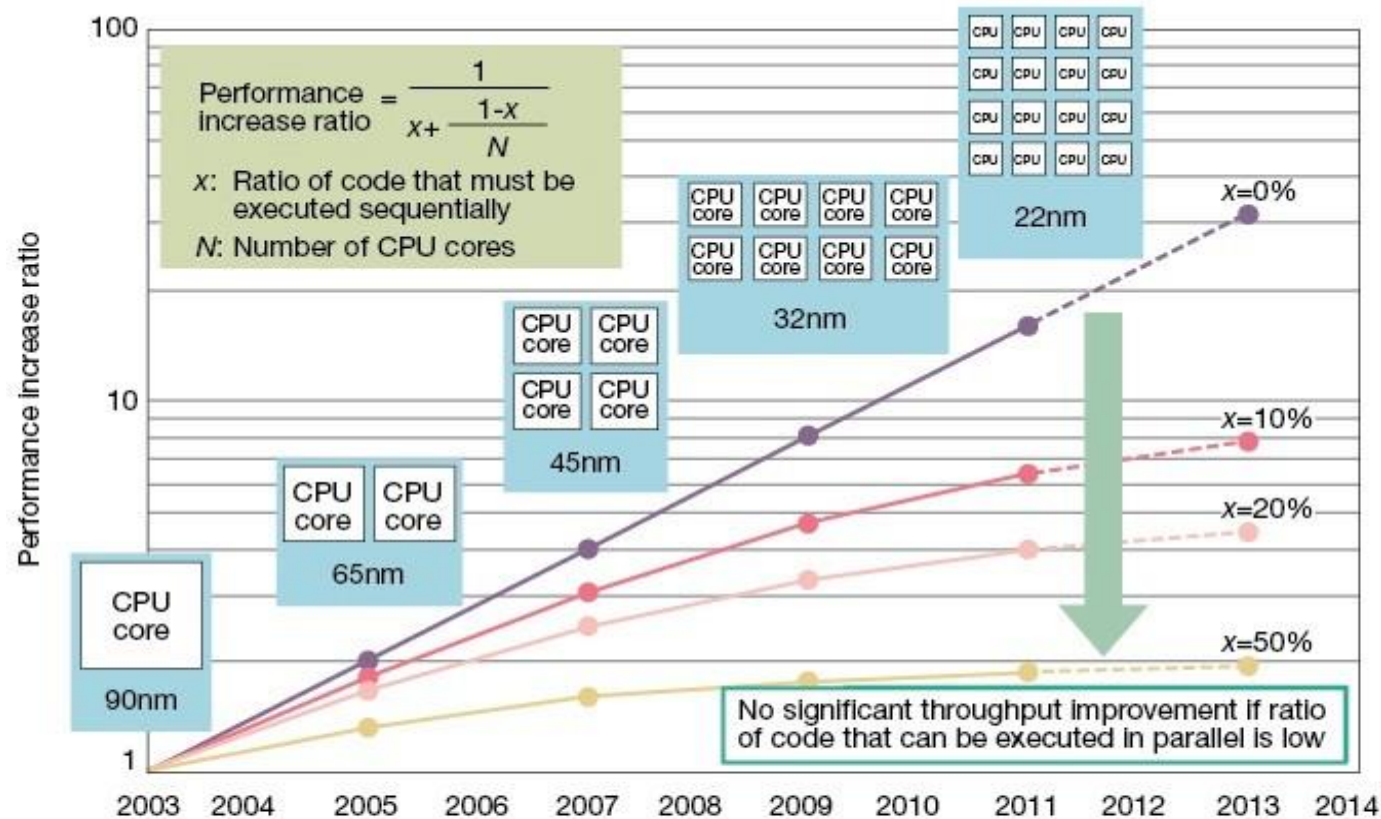 100
10
1
Performance increase ratio
Performance
increase ratio
=
1
x+
1-x
N
x: Ratio of code that must be
executed sequentially
N: Number of CPU cores
CPU
core
90nm
CPU CPU
core core
65nm
CPU CPU
core core
CPU CPU
core core
45nm
CPU CPU CPU CPU
core core core core
CPU CPU CPU CPU
core core core core
32nm
CPU CPU CPU CPU
CPU CPU CPU CPU
CPU CPU CPU CPU
CPU CPU CPU CPU
22nm
x=0%
x=10%
x=20%
x=50%
No significant throughput improvement if ratio
of code that can be executed in parallel is low
2003 2004 2005 2006 2007 2008 2009 2010 2011 2012 2013 2014